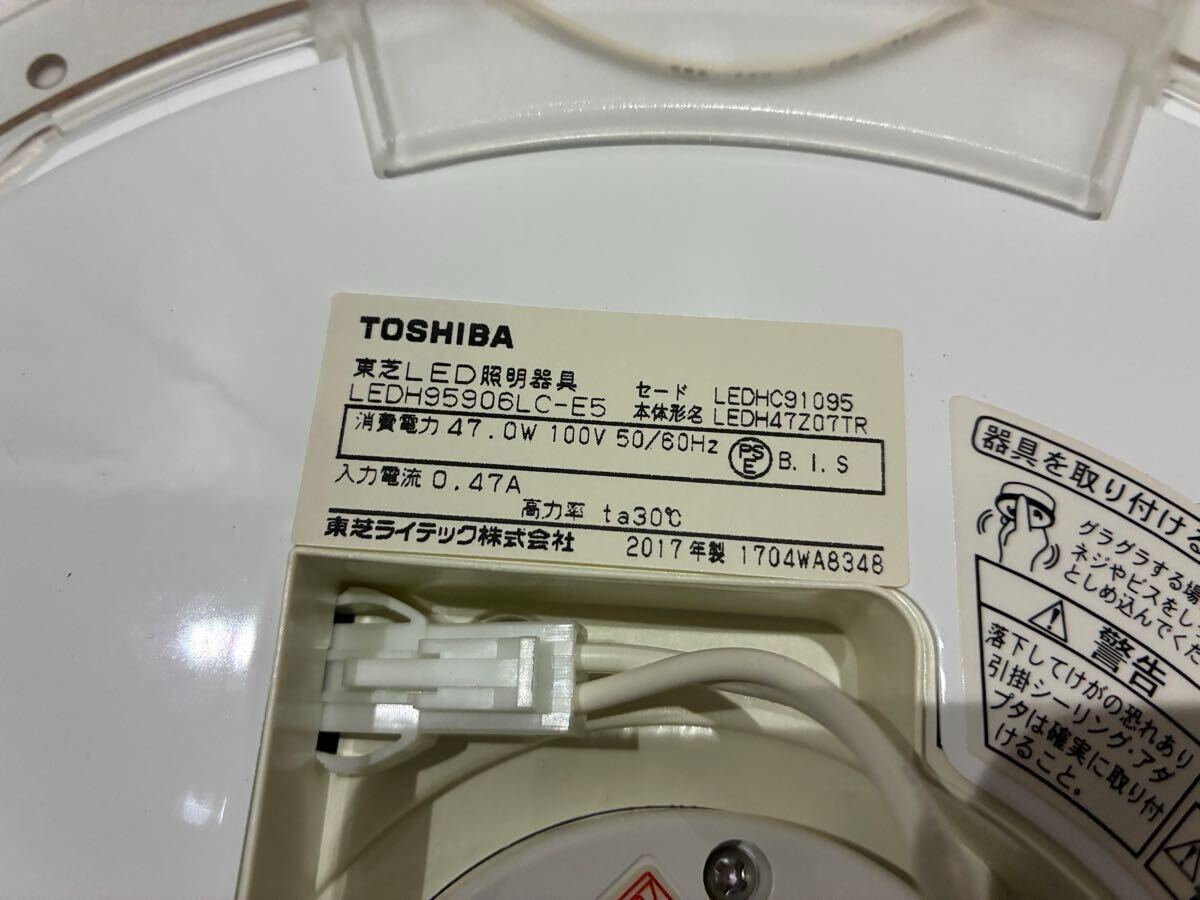 TOSHIBA
東芝LED照明器具
LEDH95906LC-E5
セード LEDHC91095
本体形名 LEDH47Z07TR
消費電力 47.0W 100V 50/60Hz PSE B.I.S
入力電流 0.47A
高力率 ta30℃
東芝ライテック株式会社 2017年製 1704WA8348
器具を取り付ける
グラグラする場
ネジやビスをし
としめ込んでくだ
警告
落下してけがの恐れあり
引掛シーリング・アダ
プタは確実に取り付
けること。